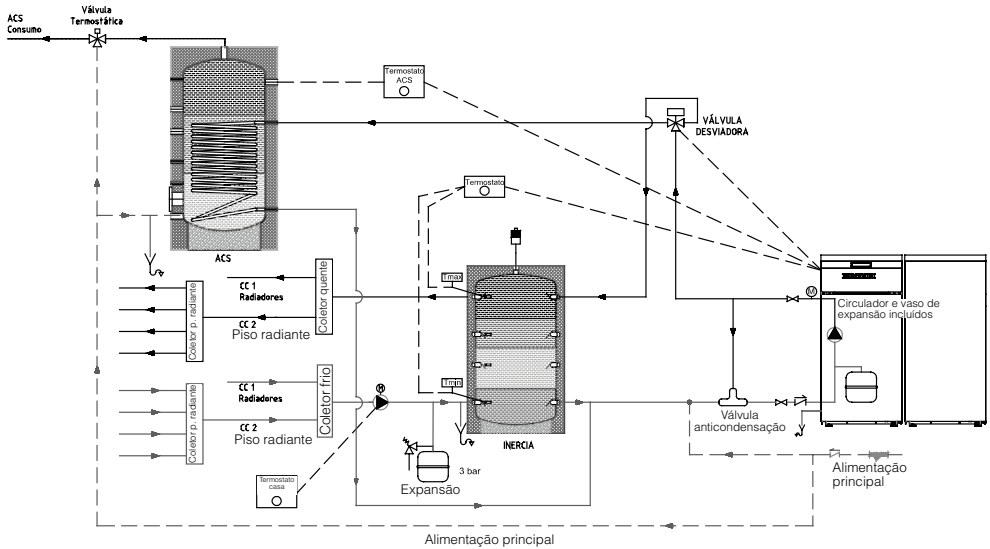 ACS
Consumo
Válvula
Termostática
Termostato
ACS
VÁLVULA
DESVIADORA
Termostato
ACS
Tmax
CC 1
Radiadores
CC 2
Piso radiante
Coletor p. radiante
Coletor quente
M
Circulador e vaso de
expansão incluídos
Tmin
CC 1
Radiadores
CC 2
Piso radiante
Coletor p. radiante
Coletor frio
M
Válvula
anticondensação
INERCIA
3 bar
Expansão
Termostato
casa
Alimentação
principal
Alimentação principal